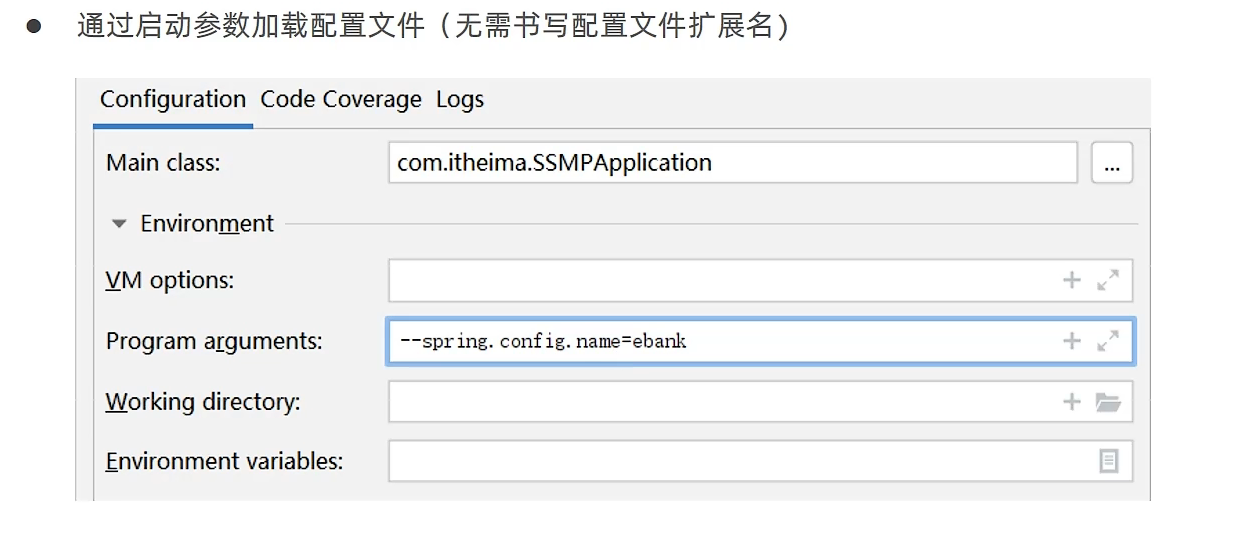 ● 通过启动参数加载配置文件（无需书写配置文件扩展名）
Configuration Code Coverage Logs
Main class: com.itheima.SSMPApplication ...
Environment
VM options:
Program arguments: --spring.config.name=ebank
Working directory:
Environment variables: